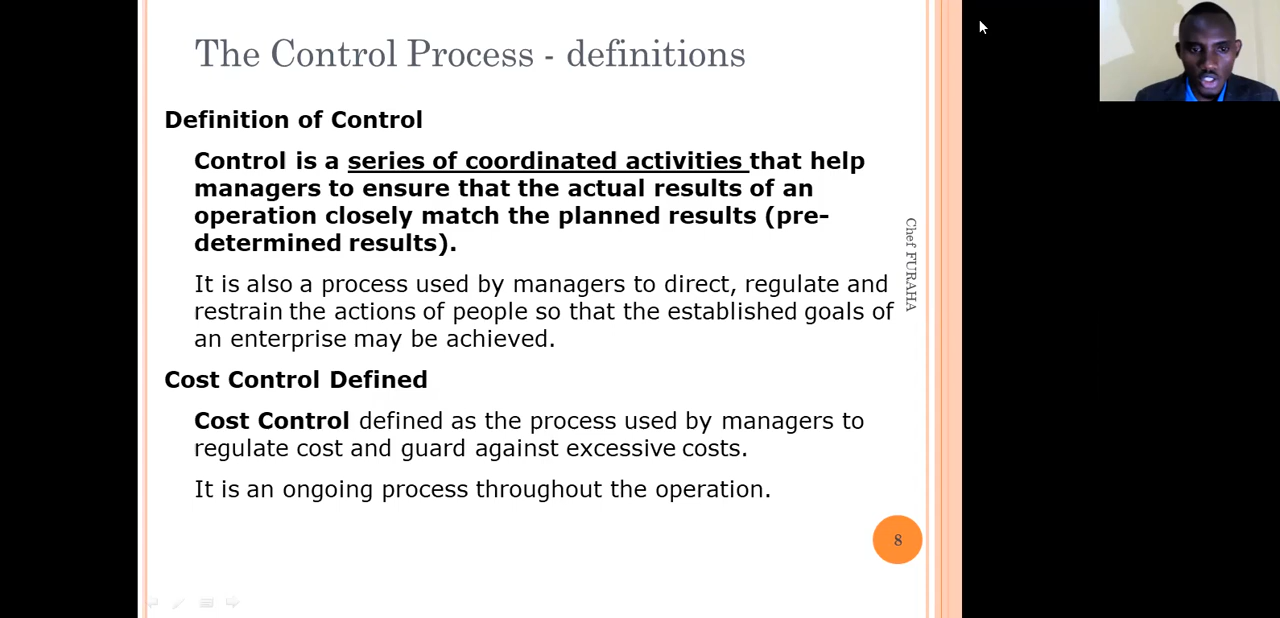 The Control Process - definitions
Definition of Control
Control is a series of coordinated activities that help
managers to ensure that the actual results of an
operation closely match the planned results (pre-
determined results).
It is also a process used by managers to direct, regulate and
restrain the actions of people so that the established goals of
an enterprise may be achieved.
Cost Control Defined
Cost Control defined as the process used by managers to
regulate cost and guard against excessive costs.
It is an ongoing process throughout the operation.
Chef FURAHA
8